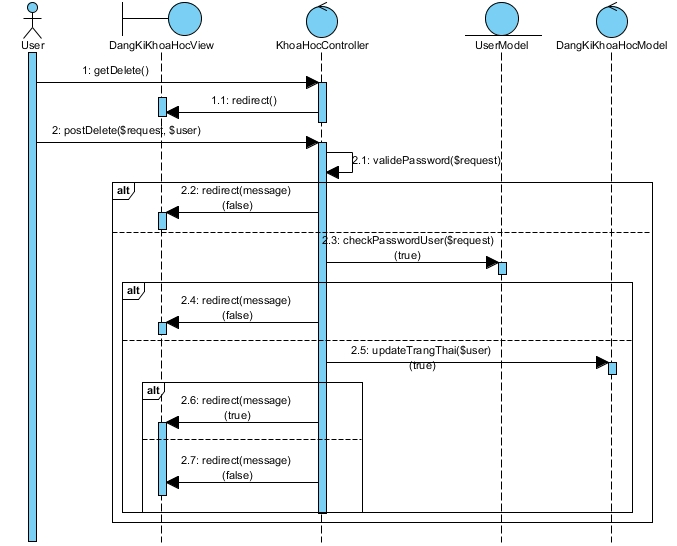 User
DangKiKhoaHocView
KhoaHocController
UserModel
DangKiKhoaHocModel
1: getDelete()
1.1: redirect()
2: postDelete($request, $user)
2.1: validePassword($request)
alt
2.2: redirect(message)
(false)
2.3: checkPasswordUser($request)
(true)
alt
2.4: redirect(message)
(false)
2.5: updateTrangThai($user)
(true)
alt
2.6: redirect(message)
(true)
2.7: redirect(message)
(false)